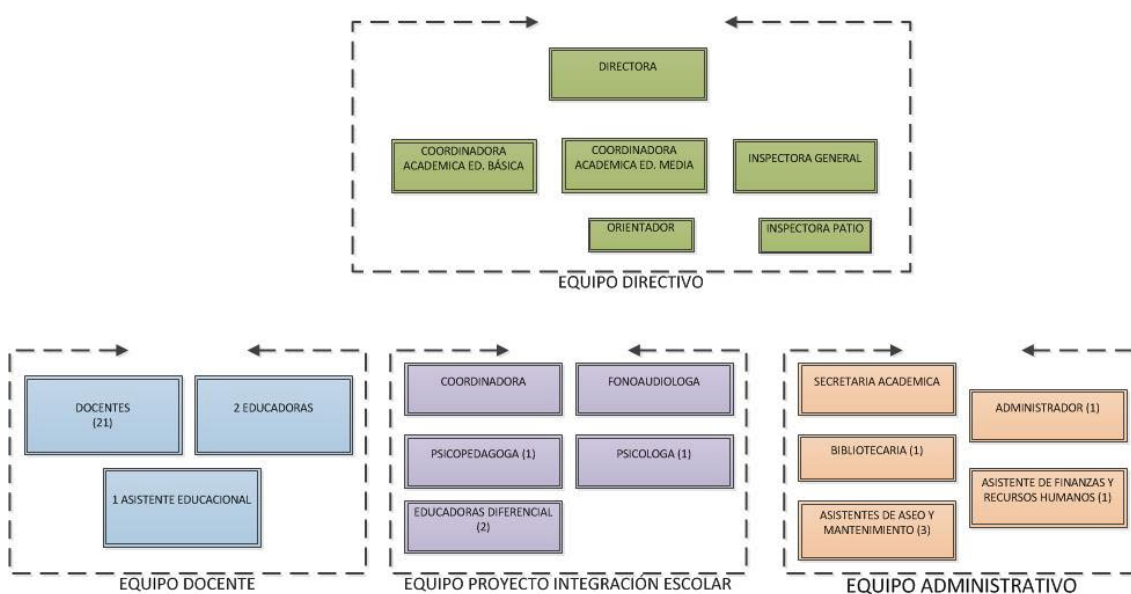 DIRECTORA
COORDINADORA
ACADEMICA ED. BÁSICA
COORDINADORA
ACADEMICA ED. MEDIA
INSPECTORA GENERAL
ORIENTADOR
INSPECTORA PATIO
EQUIPO DIRECTIVO
DOCENTES
(21)
2 EDUCADORAS
1 ASISTENTE EDUCACIONAL
EQUIPO DOCENTE
COORDINADORA
FONOAUDIOLOGA
PSICOPEDAGOGA (1)
PSICOLOGA (1)
EDUCADORAS DIFERENCIAL
(2)
EQUIPO PROYECTO INTEGRACIÓN ESCOLAR
SECRETARIA ACADEMICA
ADMINISTRADOR (1)
BIBLIOTECARIA (1)
ASISTENTE DE FINANZAS Y
RECURSOS HUMANOS (1)
ASISTENTES DE ASEO Y
MANTENIMIENTO (3)
EQUIPO ADMINISTRATIVO